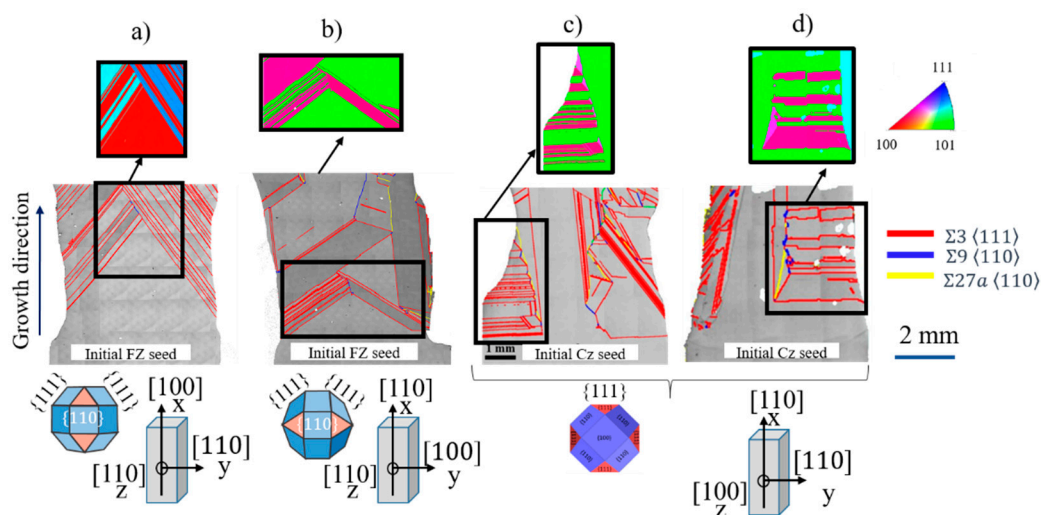 a)
b)
c)
d)
111
100
101
Growth direction
Initial FZ seed
Initial FZ seed
1 mm
Initial Cz seed
Initial Cz seed
Σ3 ⟨111⟩
Σ9 ⟨110⟩
Σ27a ⟨110⟩
2 mm
{111}
{111}
{110}
[100]
x
[110]
y
[110]
z
{111}
{111}
{110}
[110]
x
[100]
y
[110]
z
{111}
{100}
[110]
x
[110]
y
[100]
z